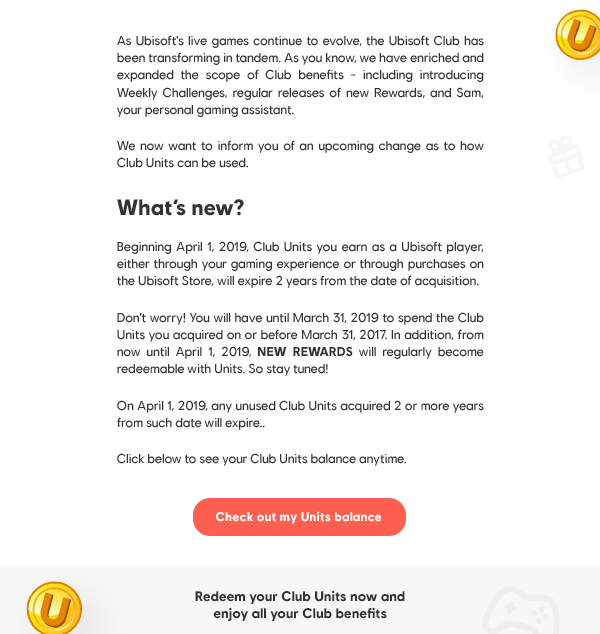 As Ubisoft's live games continue to evolve, the Ubisoft Club has
been transforming in tandem. As you know, we have enriched and
expanded the scope of Club benefits - including introducing
Weekly Challenges, regular releases of new Rewards, and Sam,
your personal gaming assistant.
We now want to inform you of an upcoming change as to how
Club Units can be used.
What's new?
Beginning April 1, 2019, Club Units you earn as a Ubisoft player,
either through your gaming experience or through purchases on
the Ubisoft Store, will expire 2 years from the date of acquisition.
Don't worry! You will have until March 31, 2019 to spend the Club
Units you acquired on or before March 31, 2017. In addition, from
now until April 1, 2019, NEW REWARDS will regularly become
redeemable with Units. So stay tuned!
On April 1, 2019, any unused Club Units acquired 2 or more years
from such date will expire..
Click below to see your Club Units balance anytime.
Check out my Units balance
Redeem your Club Units now and
enjoy all your Club benefits
U
U